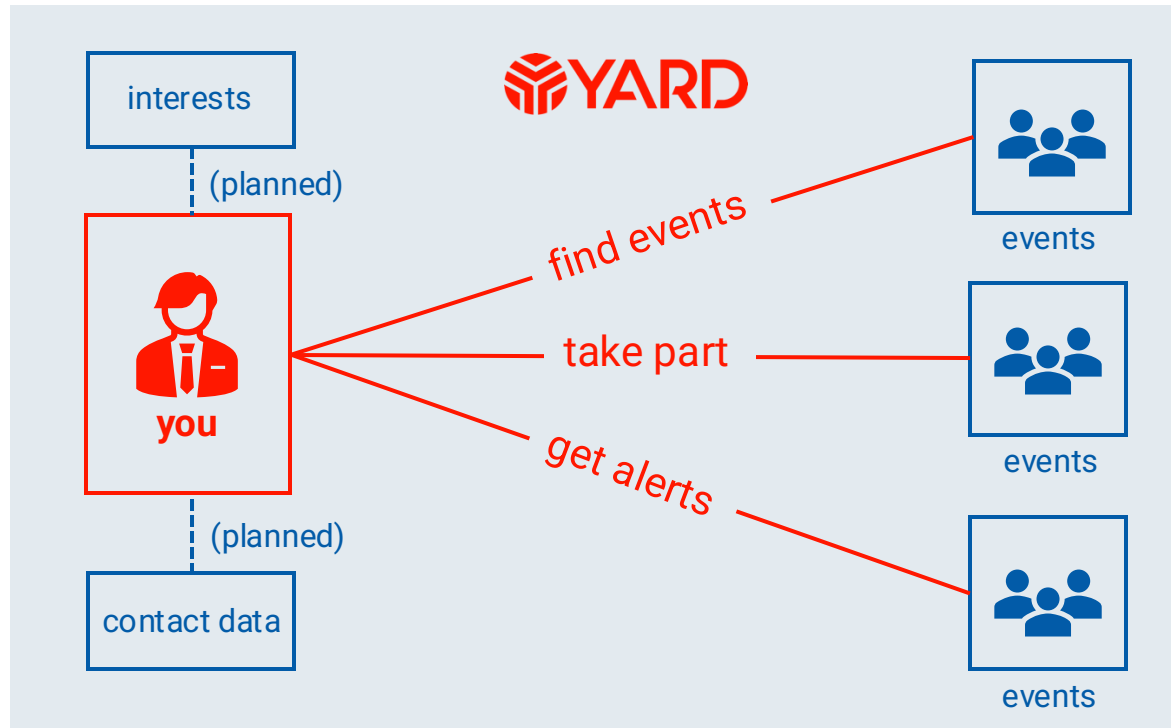 YARD
interests
(planned)
you
(planned)
contact data
find events
take part
get alerts
events
events
events